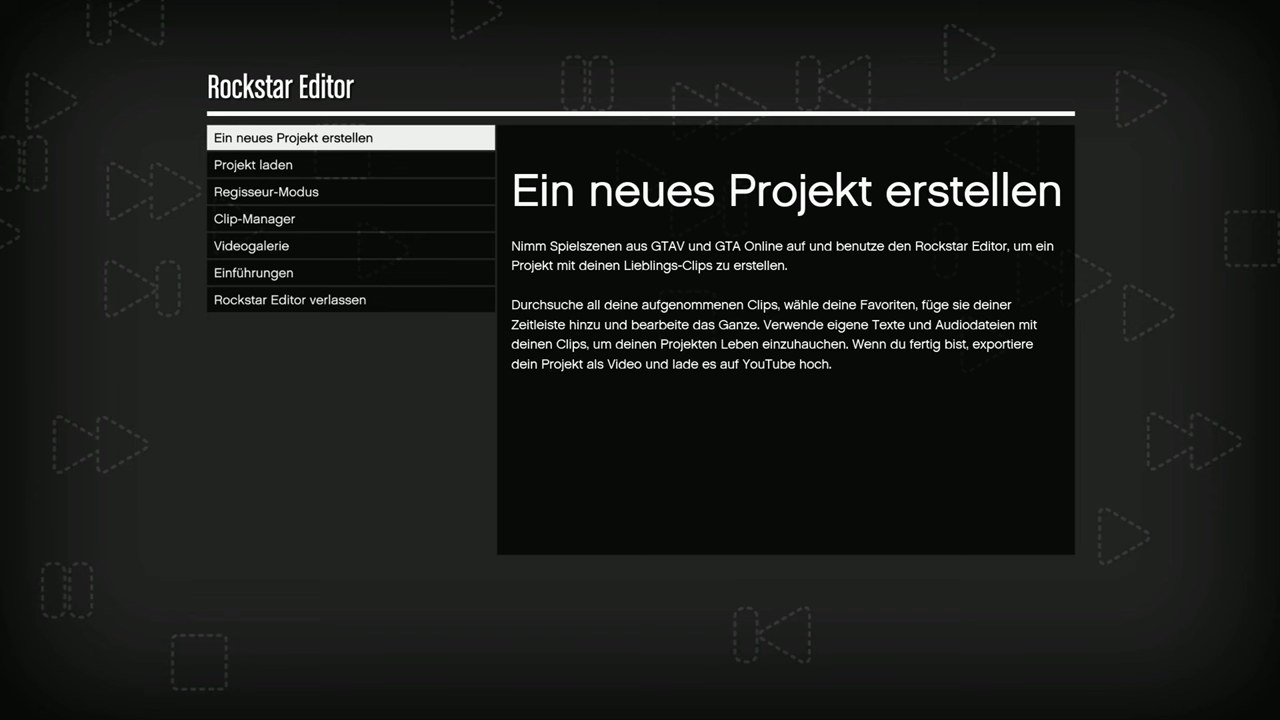 Rockstar Editor
Ein neues Projekt erstellen
Projekt laden
Regisseur-Modus
Clip-Manager
Videogalerie
Einführungen
Rockstar Editor verlassen
Ein neues Projekt erstellen
Nimm Spielszenen aus GTAV und GTA Online auf und benutze den Rockstar Editor, um ein
Projekt mit deinen Lieblings-Clips zu erstellen.
Durchsuche all deine aufgenommenen Clips, wähle deine Favoriten, füge sie deiner
Zeitleiste hinzu und bearbeite das Ganze. Verwende eigene Texte und Audiodateien mit
deinen Clips, um deinen Projekten Leben einzuhauchen. Wenn du fertig bist, exportiere
dein Projekt als Video und lade es auf YouTube hoch.